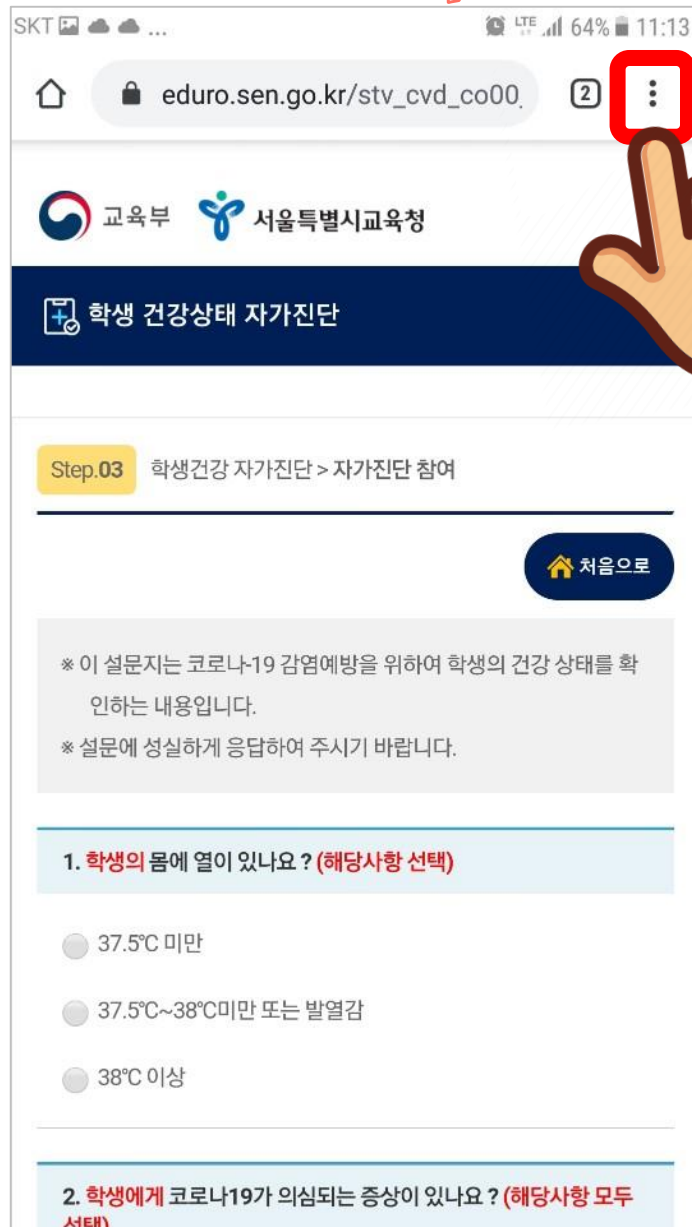 SKT ... LTE 64% 11:13
eduro.sen.go.kr/stv_cvd_co00_ 2
교육부 서울특별시교육청
학생 건강상태 자가진단
Step.03 학생건강 자가진단 > 자가진단 참여
처음으로
※ 이 설문지는 코로나-19 감염예방을 위하여 학생의 건강 상태를 확
인하는 내용입니다.
※ 설문에 성실하게 응답하여 주시기 바랍니다.
1. 학생의 몸에 열이 있나요 ? (해당사항 선택)
37.5℃ 미만
37.5℃~38℃미만 또는 발열감
38℃ 이상
2. 학생에게 코로나19가 의심되는 증상이 있나요 ? (해당사항 모두
선택)